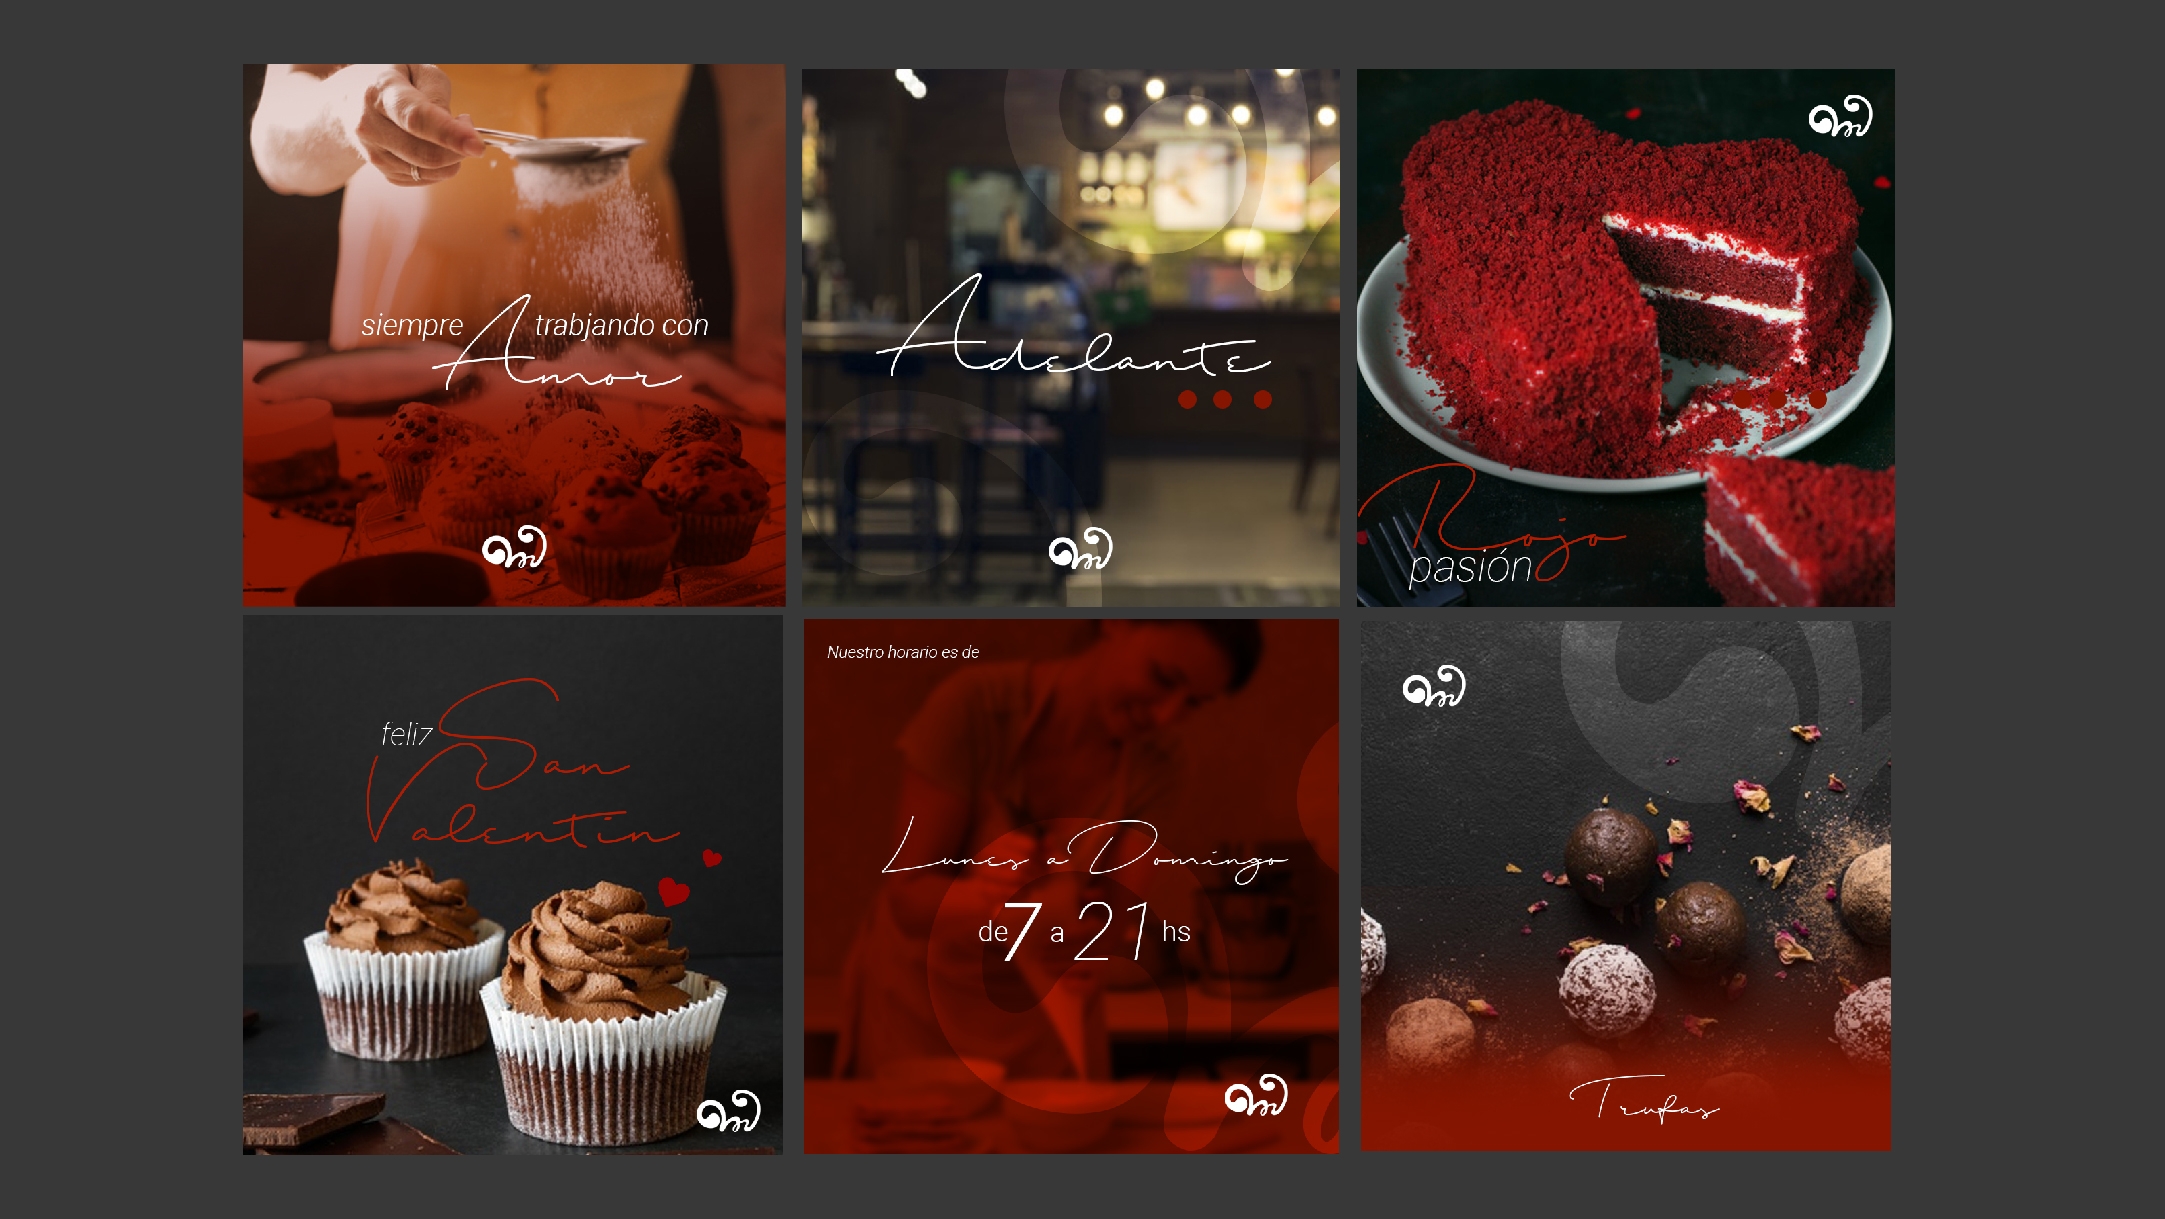 siempre trabjando con
Amor
Adelante
Rojo
pasión
feliz San
Valentin
Nuestro horario es de
Lunes a Domingo
de 7 a 21 hs
Trufas